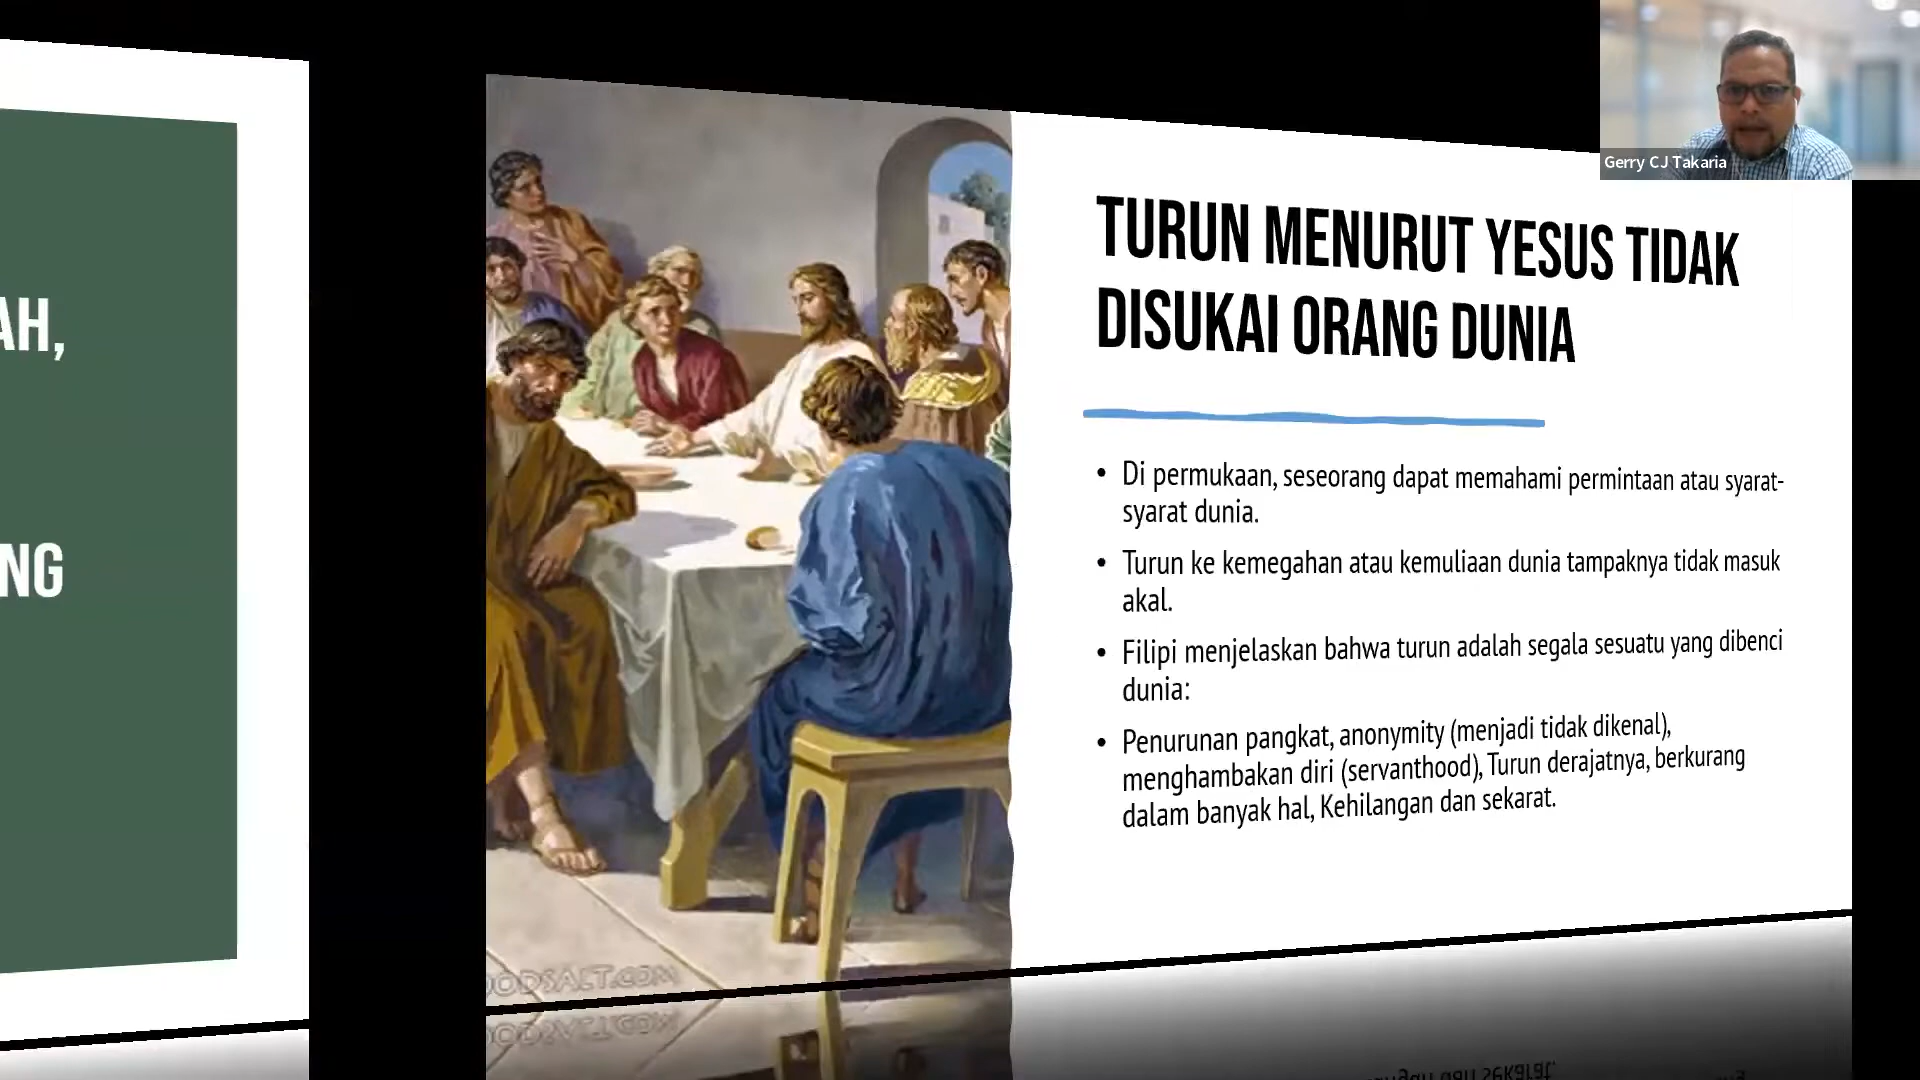 AH,
NG
Gerry CJ Takaria
TURUN MENURUT YESUS TIDAK
DISUKAI ORANG DUNIA
• Di permukaan, seseorang dapat memahami permintaan atau syarat-
syarat dunia.
• Turun ke kemegahan atau kemuliaan dunia tampaknya tidak masuk
akal.
• Filipi menjelaskan bahwa turun adalah segala sesuatu yang dibenci
dunia:
• Penurunan pangkat, anonymity (menjadi tidak dikenal),
menghambakan diri (servanthood), Turun derajatnya, berkurang
dalam banyak hal, Kehilangan dan sekarat.
OODSALT.COM